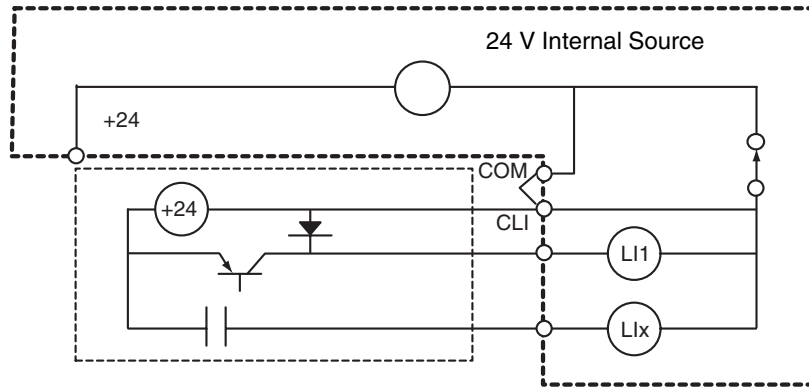 24 V Internal Source
+24
COM
+24
CLI
LI1
LIx